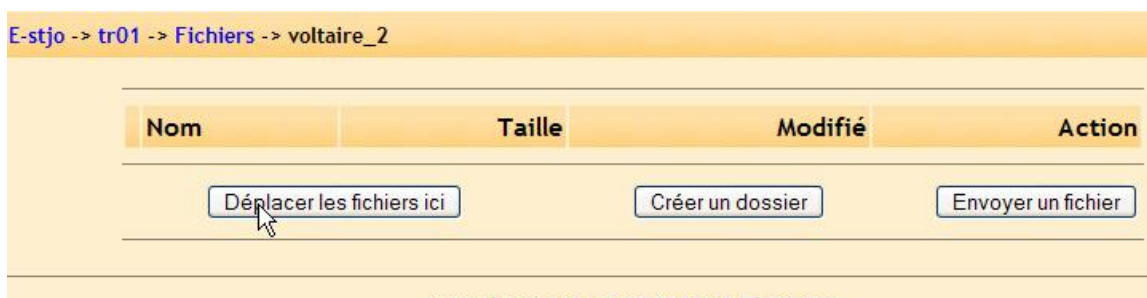 E-stjo -> tr01 -> Fichiers -> voltaire_2
Nom Taille Modifié Action
Déplacer les fichiers ici Créer un dossier Envoyer un fichier